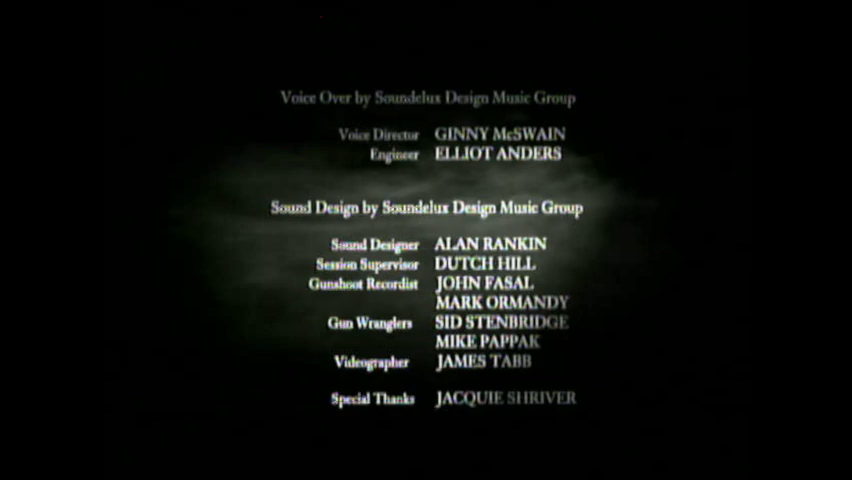 Voice Over by Soundelux Design Music Group
Voice Director GINNY McSWAIN
Engineer ELLIOT ANDERS
Sound Design by Soundelux Design Music Group
Sound Designer ALAN RANKIN
Session Supervisor DUTCH HILL
Gunshoot Recordist JOHN FASAL
MARK ORMANDY
Gun Wranglers SID STENBRIDGE
MIKE PAPPAK
Videographer JAMES TABB
Special Thanks JACQUIE SHRIVER